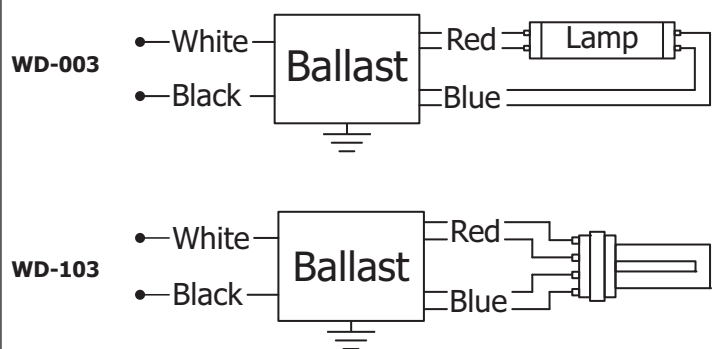 White Red Lamp
WD-003 Ballast
Black Blue
White Red
WD-103 Ballast
Black Blue